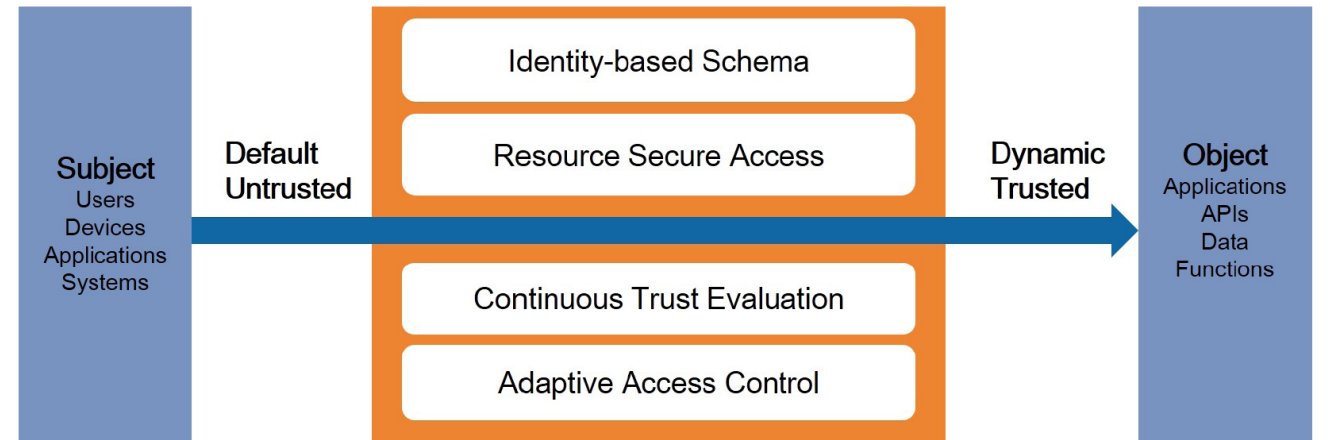 Subject
Users
Devices
Applications
Systems
Default
Untrusted
Identity-based Schema
Resource Secure Access
Continuous Trust Evaluation
Adaptive Access Control
Dynamic
Trusted
Object
Applications
APIs
Data
Functions